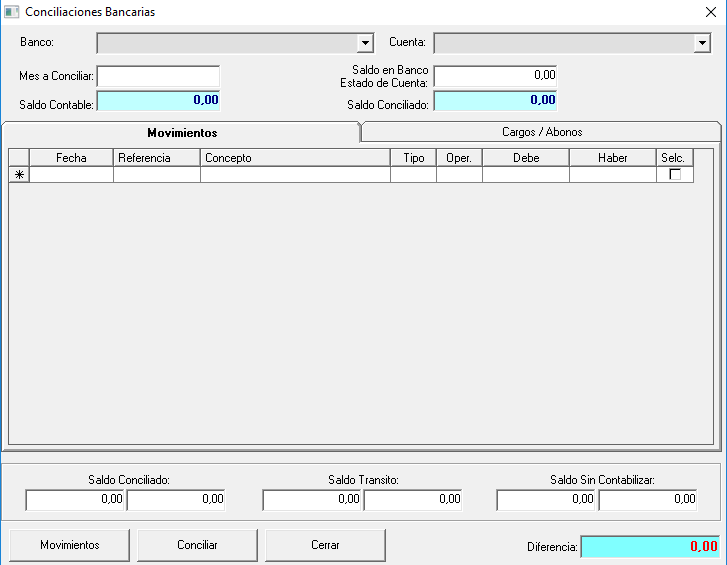 Conciliaciones Bancarias
Banco: Cuenta:
Mes a Conciliar: Saldo en Banco Estado de Cuenta: 0,00
Saldo Contable: 0,00 Saldo Conciliado: 0,00
Movimientos Cargos / Abonos
Fecha Referencia Concepto Tipo Oper. Debe Haber Selc.
Saldo Conciliado: Saldo Transito: Saldo Sin Contabilizar:
0,00 0,00 0,00 0,00 0,00 0,00
Movimientos Conciliar Cerrar Diferencia: 0,00